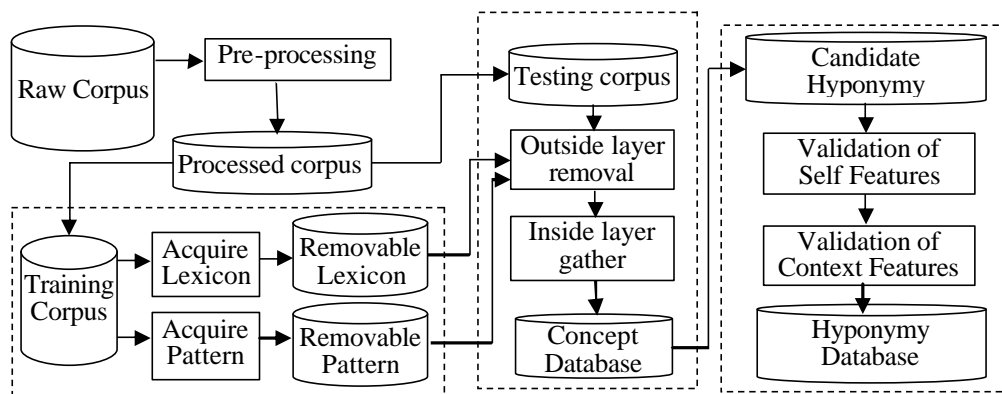 Raw Corpus
Pre-processing
Processed corpus
Training
Corpus
Acquire
Lexicon
Removable
Lexicon
Acquire
Pattern
Removable
Pattern
Testing corpus
Outside layer
removal
Inside layer
gather
Concept
Database
Candidate
Hyponymy
Validation of
Self Features
Validation of
Context Features
Hyponymy
Database